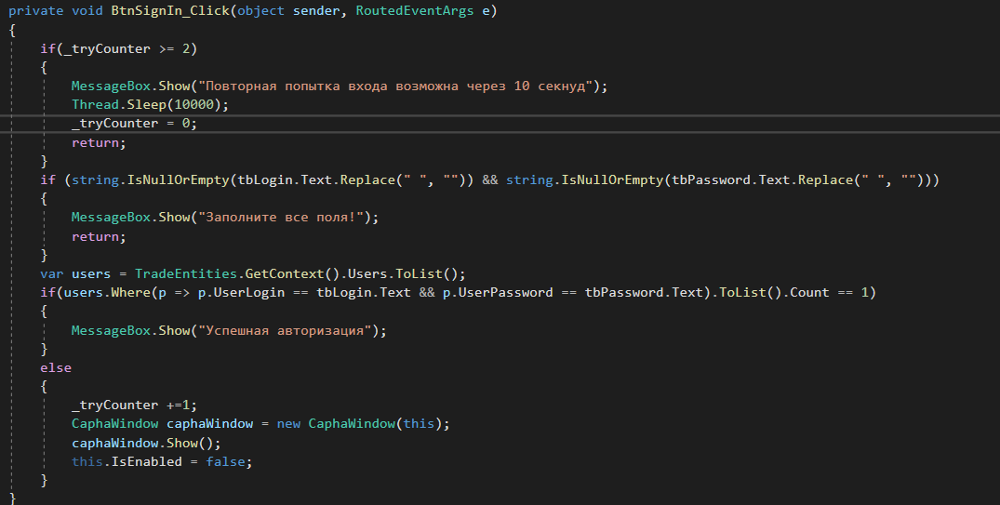 private void BtnSignIn_Click(object sender, RoutedEventArgs e)
{
    if(_tryCounter >= 2)
    {
        MessageBox.Show("Повторная попытка входа возможна через 10 секнуд");
        Thread.Sleep(10000);
        _tryCounter = 0;
        return;
    }
    if (string.IsNullOrEmpty(tbLogin.Text.Replace(" ", "")) && string.IsNullOrEmpty(tbPassword.Text.Replace(" ", "")))
    {
        MessageBox.Show("Заполните все поля!");
        return;
    }
    var users = TradeEntities.GetContext().Users.ToList();
    if(users.Where(p => p.UserLogin == tbLogin.Text && p.UserPassword == tbPassword.Text).ToList().Count == 1)
    {
        MessageBox.Show("Успешная авторизация");
    }
    else
    {
        _tryCounter +=1;
        CaphaWindow caphaWindow = new CaphaWindow(this);
        caphaWindow.Show();
        this.IsEnabled = false;
    }
}